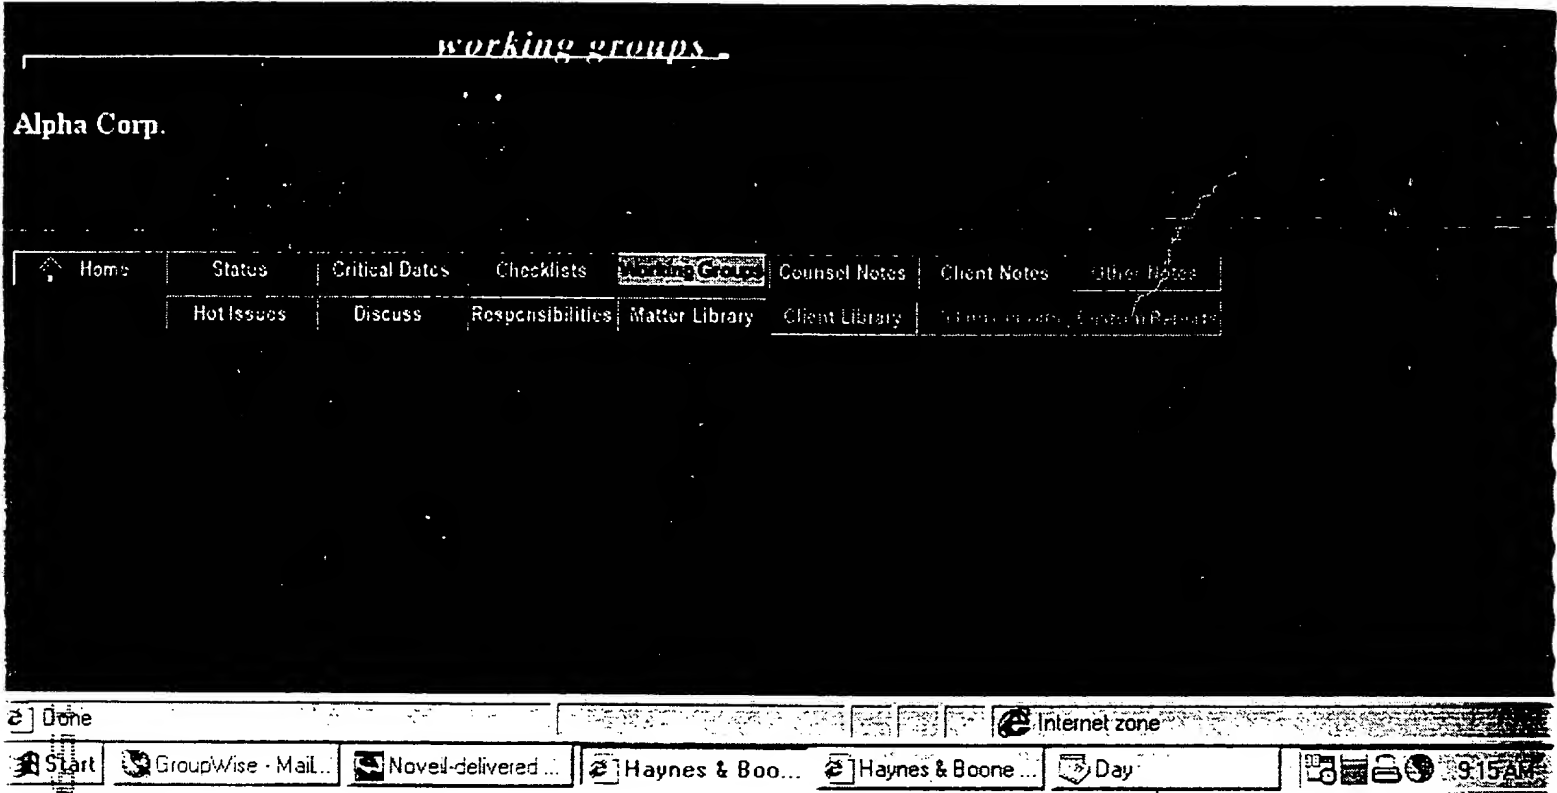 working groups
Alpha Corp.
Home Status Critical Dates Checklists Working Groups Counsel Notes Client Notes Other Notes
Hot Issues Discuss Responsibilities Matter Library Client Library
Done Internet zone
Start GroupWise - Mail... Novell-delivered ... Haynes & Boo... Haynes & Boone ... Day 9:15 AM